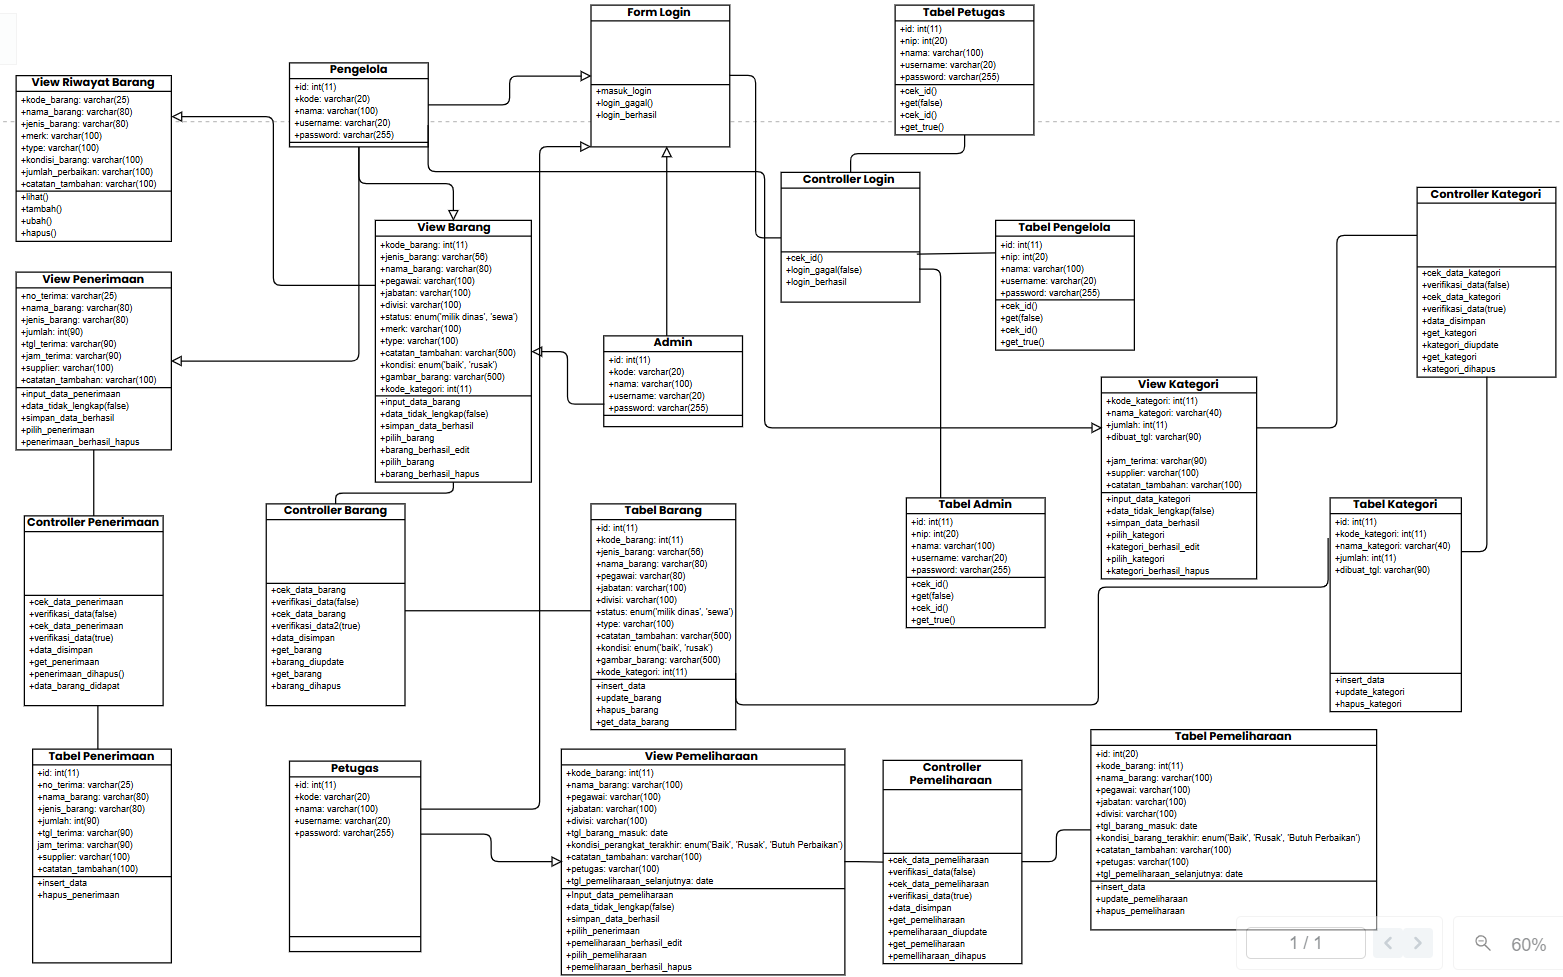 Form Login
+masuk_login
+login_gagal()
+login_berhasil
Tabel Petugas
+id: int(11)
+nip: int(20)
+nama: varchar(100)
+username: varchar(20)
+password: varchar(255)
+cek_id()
+get(false)
+cek_id()
+get_true()
View Riwayat Barang
+kode_barang: varchar(25)
+nama_barang: varchar(80)
+jenis_barang: varchar(80)
+merk: varchar(100)
+type: varchar(100)
+kondisi_barang: varchar(100)
+jumlah_perbaikan: varchar(100)
+catatan_tambahan: varchar(100)
+lihat()
+tambah()
+ubah()
+hapus()
Pengelola
+id: int(11)
+kode: varchar(20)
+nama: varchar(100)
+username: varchar(20)
+password: varchar(255)
Controller Login
+cek_id()
+login_gagal(false)
+login_berhasil
Controller Kategori
+cek_data_kategori
+verifikasi_data(false)
+cek_data_kategori
+verifikasi_data(true)
+data_disimpan
+get_kategori
+kategori_diupdate
+get_kategori
+kategori_dihapus
View Barang
+kode_barang: int(11)
+jenis_barang: varchar(56)
+nama_barang: varchar(80)
+pegawai: varchar(100)
+jabatan: varchar(100)
+divisi: varchar(100)
+status: enum('milik dinas', 'sewa')
+merk: varchar(100)
+type: varchar(100)
+catatan_tambahan: varchar(500)
+kondisi: enum('baik', 'rusak')
+gambar_barang: varchar(500)
+kode_kategori: int(11)
+input_data_barang
+data_tidak_lengkap(false)
+simpan_data_berhasil
+pilih_barang
+barang_berhasil_edit
+pilih_barang
+barang_berhasil_hapus
Tabel Pengelola
+id: int(11)
+nip: int(20)
+nama: varchar(100)
+username: varchar(20)
+password: varchar(255)
+cek_id()
+get(false)
+cek_id()
+get_true()
View Penerimaan
+no_terima: varchar(25)
+nama_barang: varchar(80)
+jenis_barang: varchar(80)
+jumlah: int(90)
+tgl_terima: varchar(90)
+jam_terima: varchar(90)
+supplier: varchar(100)
+catatan_tambahan: varchar(100)
+input_data_penerimaan
+data_tidak_lengkap(false)
+simpan_data_berhasil
+pilih_penerimaan
+penerimaan_berhasil_hapus
Admin
+id: int(11)
+kode: varchar(20)
+nama: varchar(100)
+username: varchar(20)
+password: varchar(255)
View Kategori
+kode_kategori: int(11)
+nama_kategori: varchar(40)
+jumlah: int(11)
+dibuat_tgl: varchar(90)
+jam_terima: varchar(90)
+supplier: varchar(100)
+catatan_tambahan: varchar(100)
+input_data_kategori
+data_tidak_lengkap(false)
+simpan_data_berhasil
+pilih_kategori
+kategori_berhasil_edit
+pilih_kategori
+kategori_berhasil_hapus
Controller Penerimaan
+cek_data_penerimaan
+verifikasi_data(false)
+cek_data_penerimaan
+verifikasi_data(true)
+data_disimpan
+get_penerimaan
+penerimaan_dihapus()
+data_barang_didapat
Controller Barang
+cek_data_barang
+verifikasi_data(false)
+cek_data_barang
+verifikasi_data2(true)
+data_disimpan
+get_barang
+barang_diupdate
+get_barang
+barang_dihapus
Tabel Barang
+id: int(11)
+kode_barang: int(11)
+jenis_barang: varchar(56)
+nama_barang: varchar(80)
+pegawai: varchar(80)
+jabatan: varchar(100)
+divisi: varchar(100)
+status: enum('milik dinas', 'sewa')
+type: varchar(100)
+catatan_tambahan: varchar(500)
+kondisi: enum('baik', 'rusak')
+gambar_barang: varchar(500)
+kode_kategori: int(11)
+insert_data
+update_barang
+hapus_barang
+get_data_barang
Tabel Admin
+id: int(11)
+nip: int(20)
+nama: varchar(100)
+username: varchar(20)
+password: varchar(255)
+cek_id()
+get(false)
+cek_id()
+get_true()
Tabel Kategori
+id: int(11)
+kode_kategori: int(11)
+nama_kategori: varchar(40)
+jumlah: int(11)
+dibuat_tgl: varchar(90)
+insert_data
+update_kategori
+hapus_kategori
Tabel Penerimaan
+id: int(11)
+no_terima: varchar(25)
+nama_barang: varchar(80)
+jenis_barang: varchar(80)
+jumlah: int(90)
+tgl_terima: varchar(90)
jam_terima: varchar(90)
+supplier: varchar(100)
+catatan_tambahan(100)
+insert_data
+hapus_penerimaan
Petugas
+id: int(11)
+kode: varchar(20)
+nama: varchar(100)
+username: varchar(20)
+password: varchar(255)
View Pemeliharaan
+kode_barang: int(11)
+nama_barang: varchar(100)
+pegawai: varchar(100)
+jabatan: varchar(100)
+divisi: varchar(100)
+tgl_barang_masuk: date
+kondisi_perangkat_terakhir: enum('Baik', 'Rusak', 'Butuh Perbaikan')
+catatan_tambahan: varchar(100)
+petugas: varchar(100)
+tgl_pemeliharaan_selanjutnya: date
+Input_data_pemeliharaan
+data_tidak_lengkap(false)
+simpan_data_berhasil
+pilih_penerimaan
+pemeliharaan_berhasil_edit
+pilih_pemeliharaan
+pemeliharaan_berhasil_hapus
Controller
Pemeliharaan
+cek_data_pemeliharaan
+verifikasi_data(false)
+cek_data_pemeliharaan
+verifikasi_data(true)
+data_disimpan
+get_pemeliharaan
+pemeliharaan_diupdate
+get_pemeliharaan
+pemelliharaan_dihapus
Tabel Pemeliharaan
+id: int(20)
+kode_barang: int(11)
+nama_barang: varchar(100)
+pegawai: varchar(100)
+jabatan: varchar(100)
+divisi: varchar(100)
+tgl_barang_masuk: date
+kondisi_barang_terakhir: enum('Baik', 'Rusak', 'Butuh Perbaikan')
+catatan_tambahan: varchar(100)
+petugas: varchar(100)
+tgl_pemeliharaan_selanjutnya: date
+insert_data
+update_pemeliharaan
+hapus_pemeliharaan
1 / 1
60%